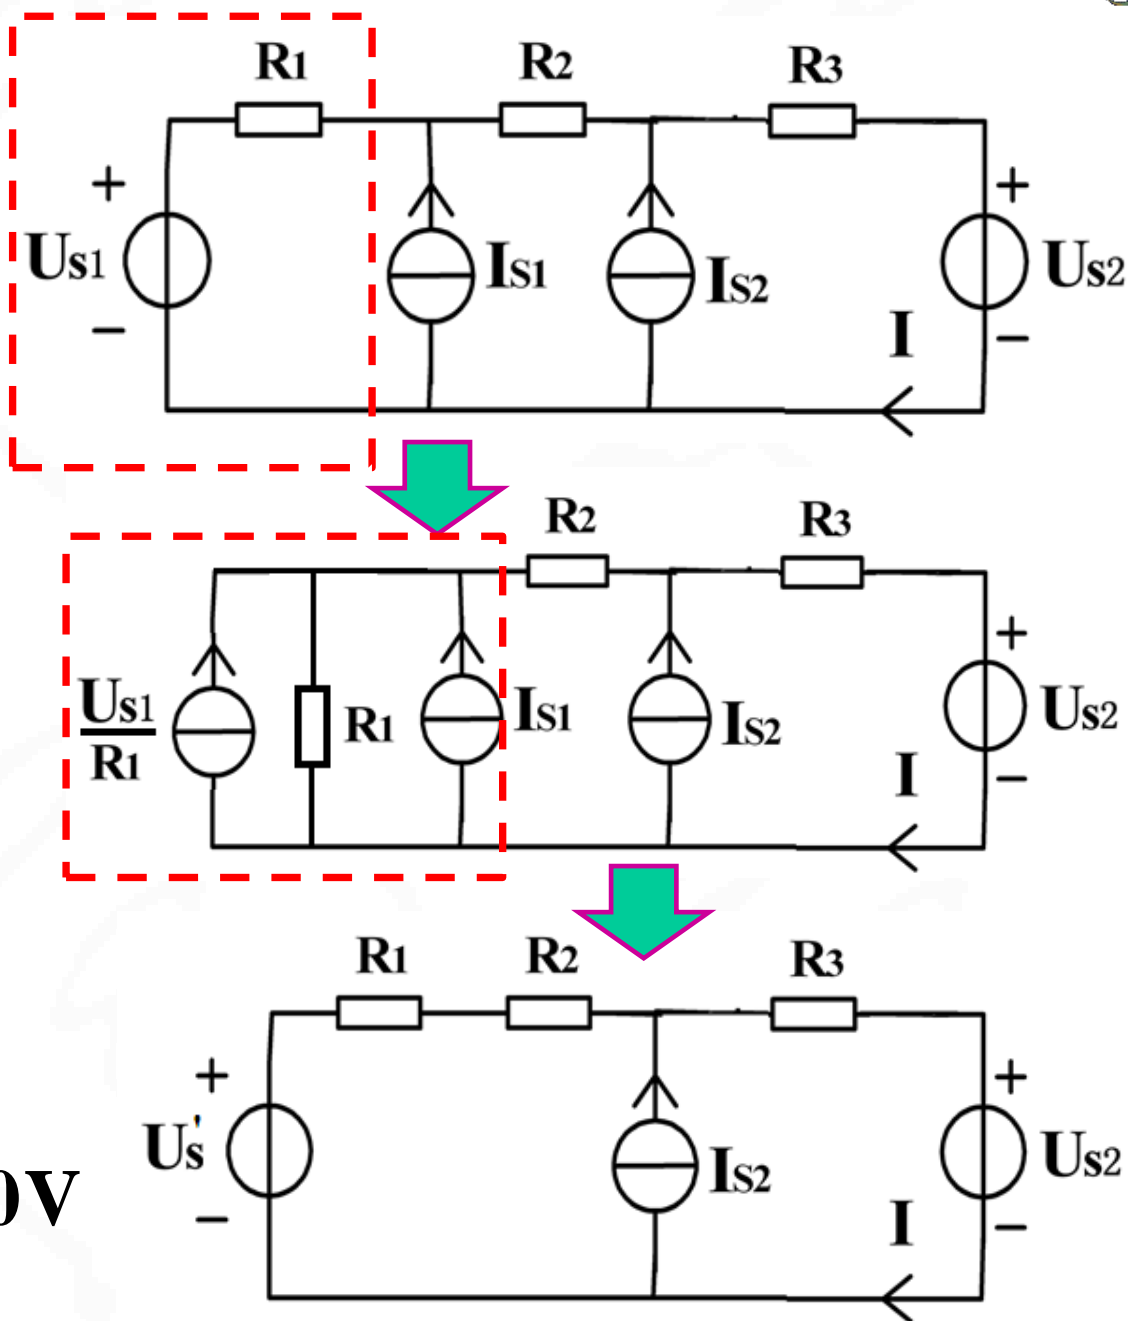 R1 R2 R3
+ +
Us1 IS1 IS2 Us2
− I −
R2 R3
+
Us1
R1 R1 IS1 IS2 Us2
I −
R1 R2 R3
+ +
Us' IS2 Us2
0V
− I −